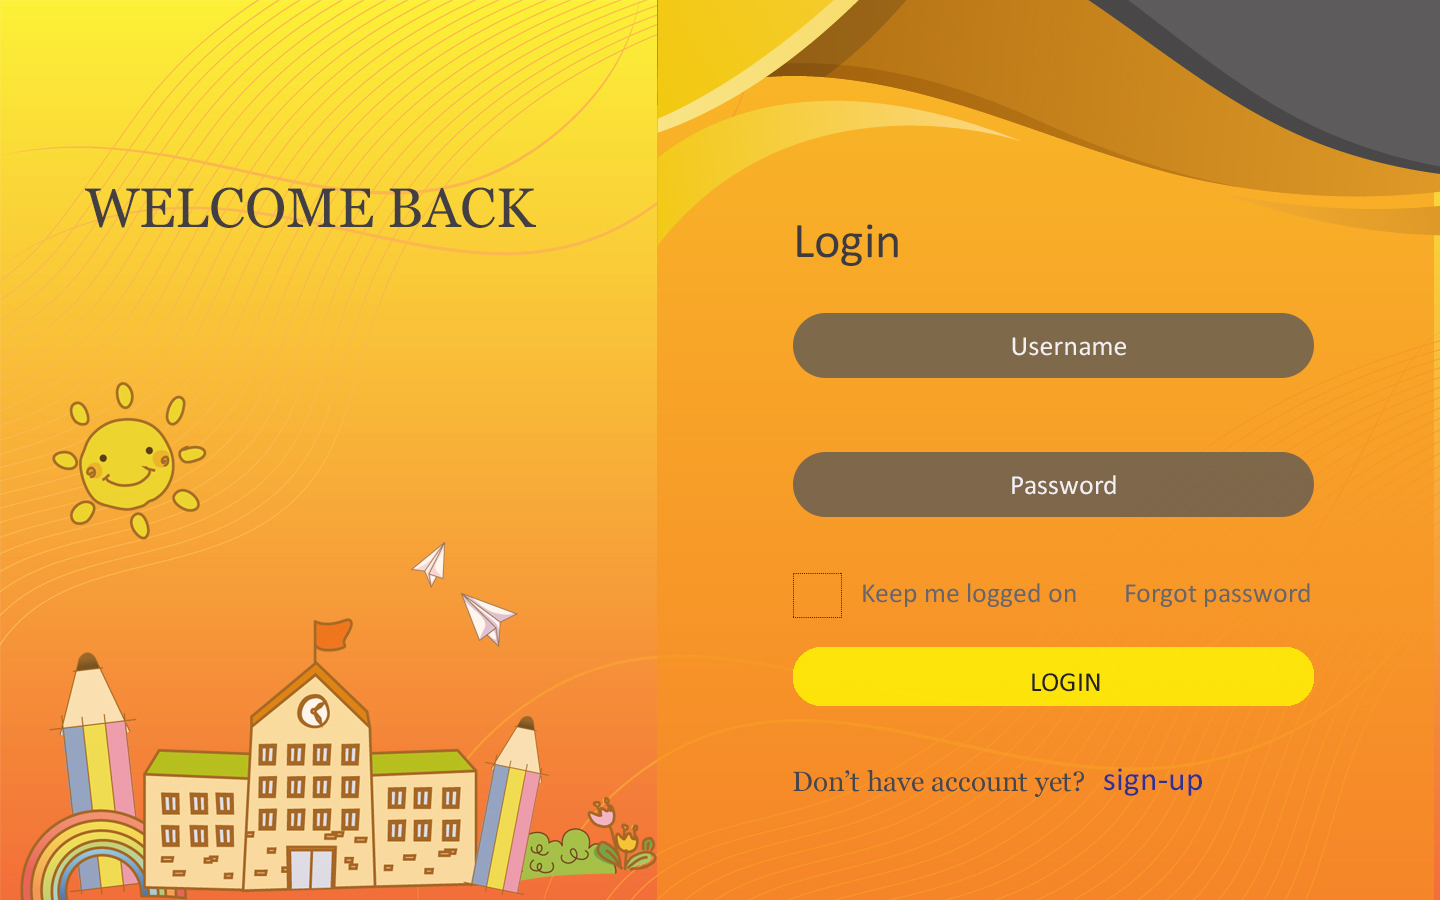 WELCOME BACK
Login
Username
Password
Keep me logged on
Forgot password
LOGIN
Don’t have account yet? sign-up